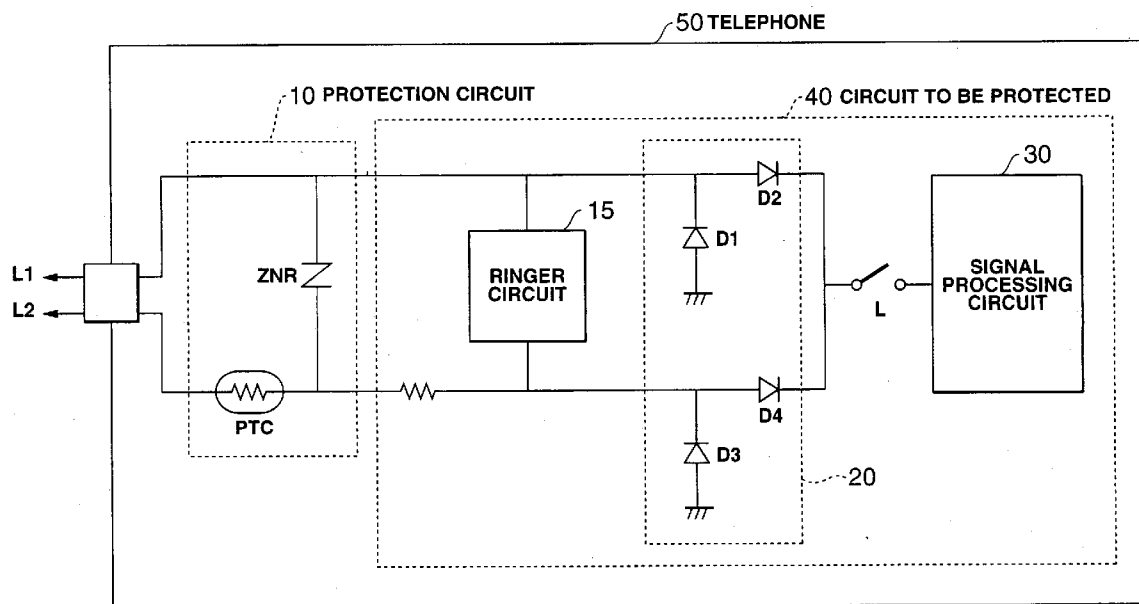 50 TELEPHONE
10 PROTECTION CIRCUIT
40 CIRCUIT TO BE PROTECTED
30
15
D2
D1
L1
L2
ZNR
RINGER
CIRCUIT
SIGNAL
PROCESSING
CIRCUIT
L
PTC
D4
D3
20